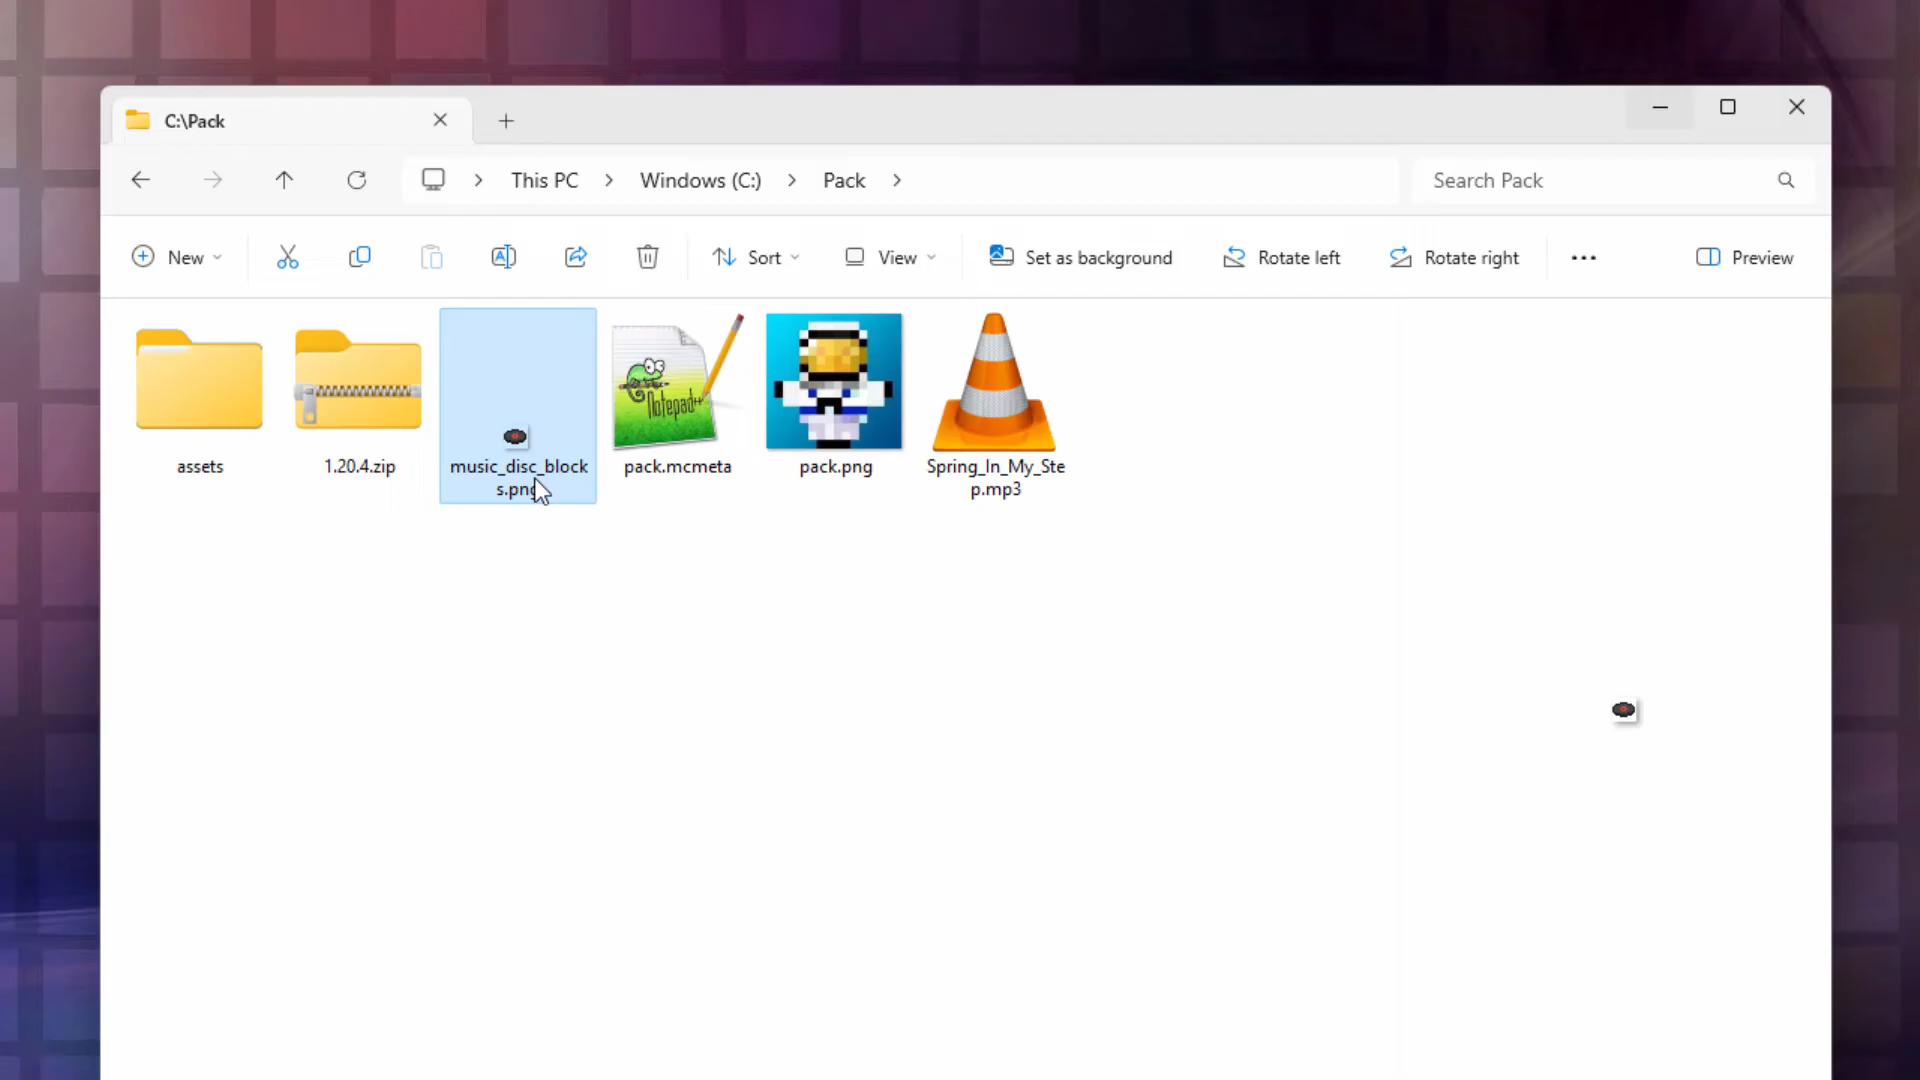 C:\Pack
This PC
Windows (C:)
Pack
Search Pack
New
Sort
View
Set as background
Rotate left
Rotate right
Preview
Notepad++
assets
1.20.4.zip
music_disc_block
s.png
pack.mcmeta
pack.png
Spring_In_My_Ste
p.mp3